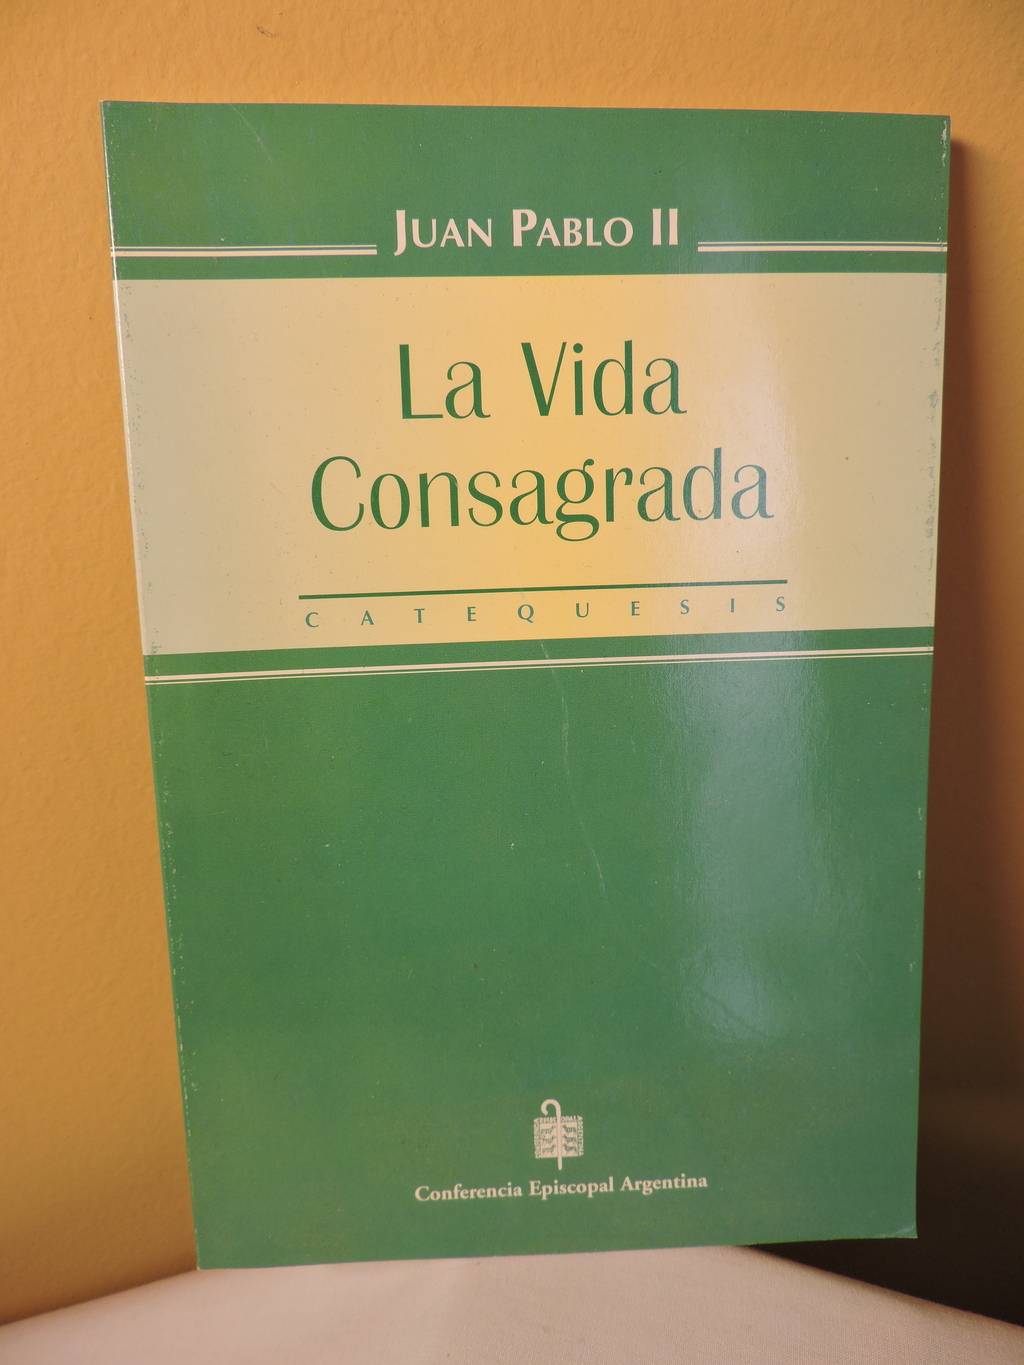 JUAN PABLO II
La Vida
Consagrada
CATEQUESIS
Conferencia Episcopal Argentina